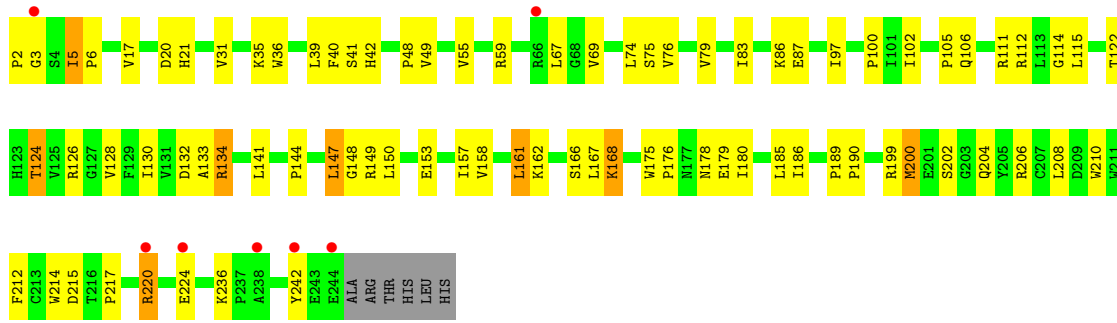 P2 G3 S4 I5 P6 V17 D20 H21 V31 K35 W36 L39 F40 S41 H42 P48 V49 V55 R59 R66 L67 G68 V69 L74 S75 V76 V79 I83 K86 E87 I97 P100 I101 I102 P105 Q106 R111 R112 L113 G114 L115 T122
H123 T124 V125 R126 G127 V128 F129 I130 V131 D132 A133 R134 L141 P144 L147 G148 R149 L150 E153 I157 V158 L161 K162 S166 L167 K168 W175 P176 N177 N178 E179 I180 L185 I186 P189 P190 R199 M200 E201 S202 G203 Q204 Y205 R206 C207 L208 D209 W210 W211
F212 C213 W214 D215 T216 P217 R220 E224 K236 P237 A238 Y242 E243 E244 ALA ARG THR HIS LEU HIS